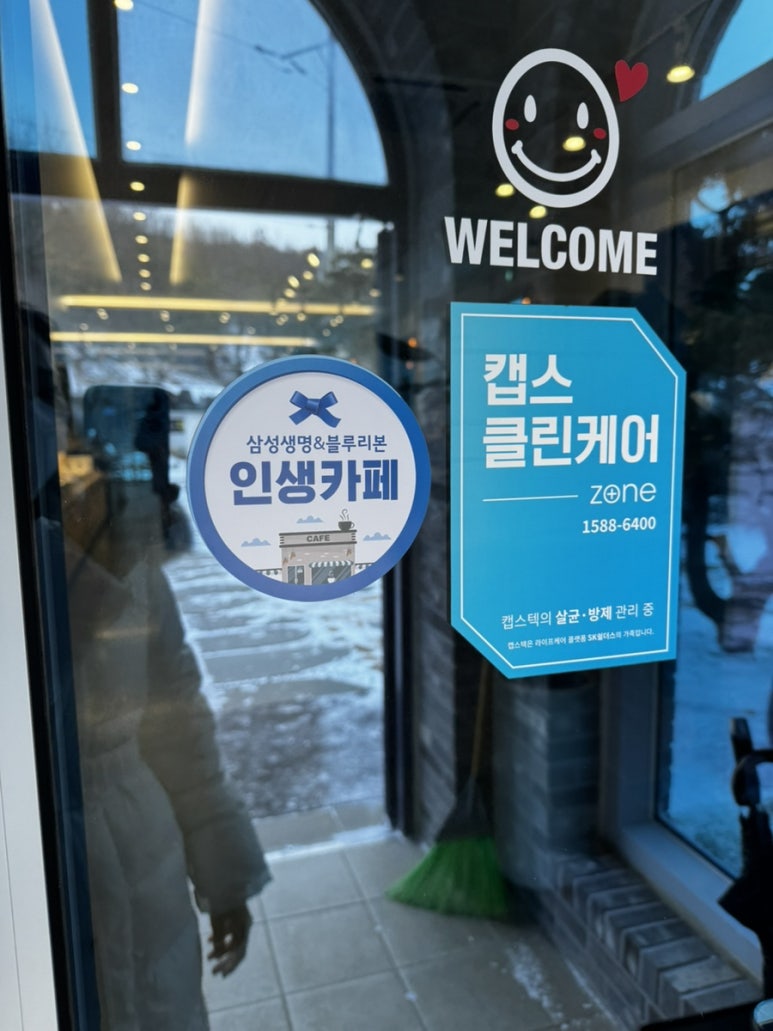 WELCOME
캡스
클린케어
zone
1588-6400
캡스텍의 살균·방제 관리 중
캡스텍은 라이프케어 플랫폼 SK쉴더스의 가족입니다.
삼성생명&블루리본
인생카페
CAFE